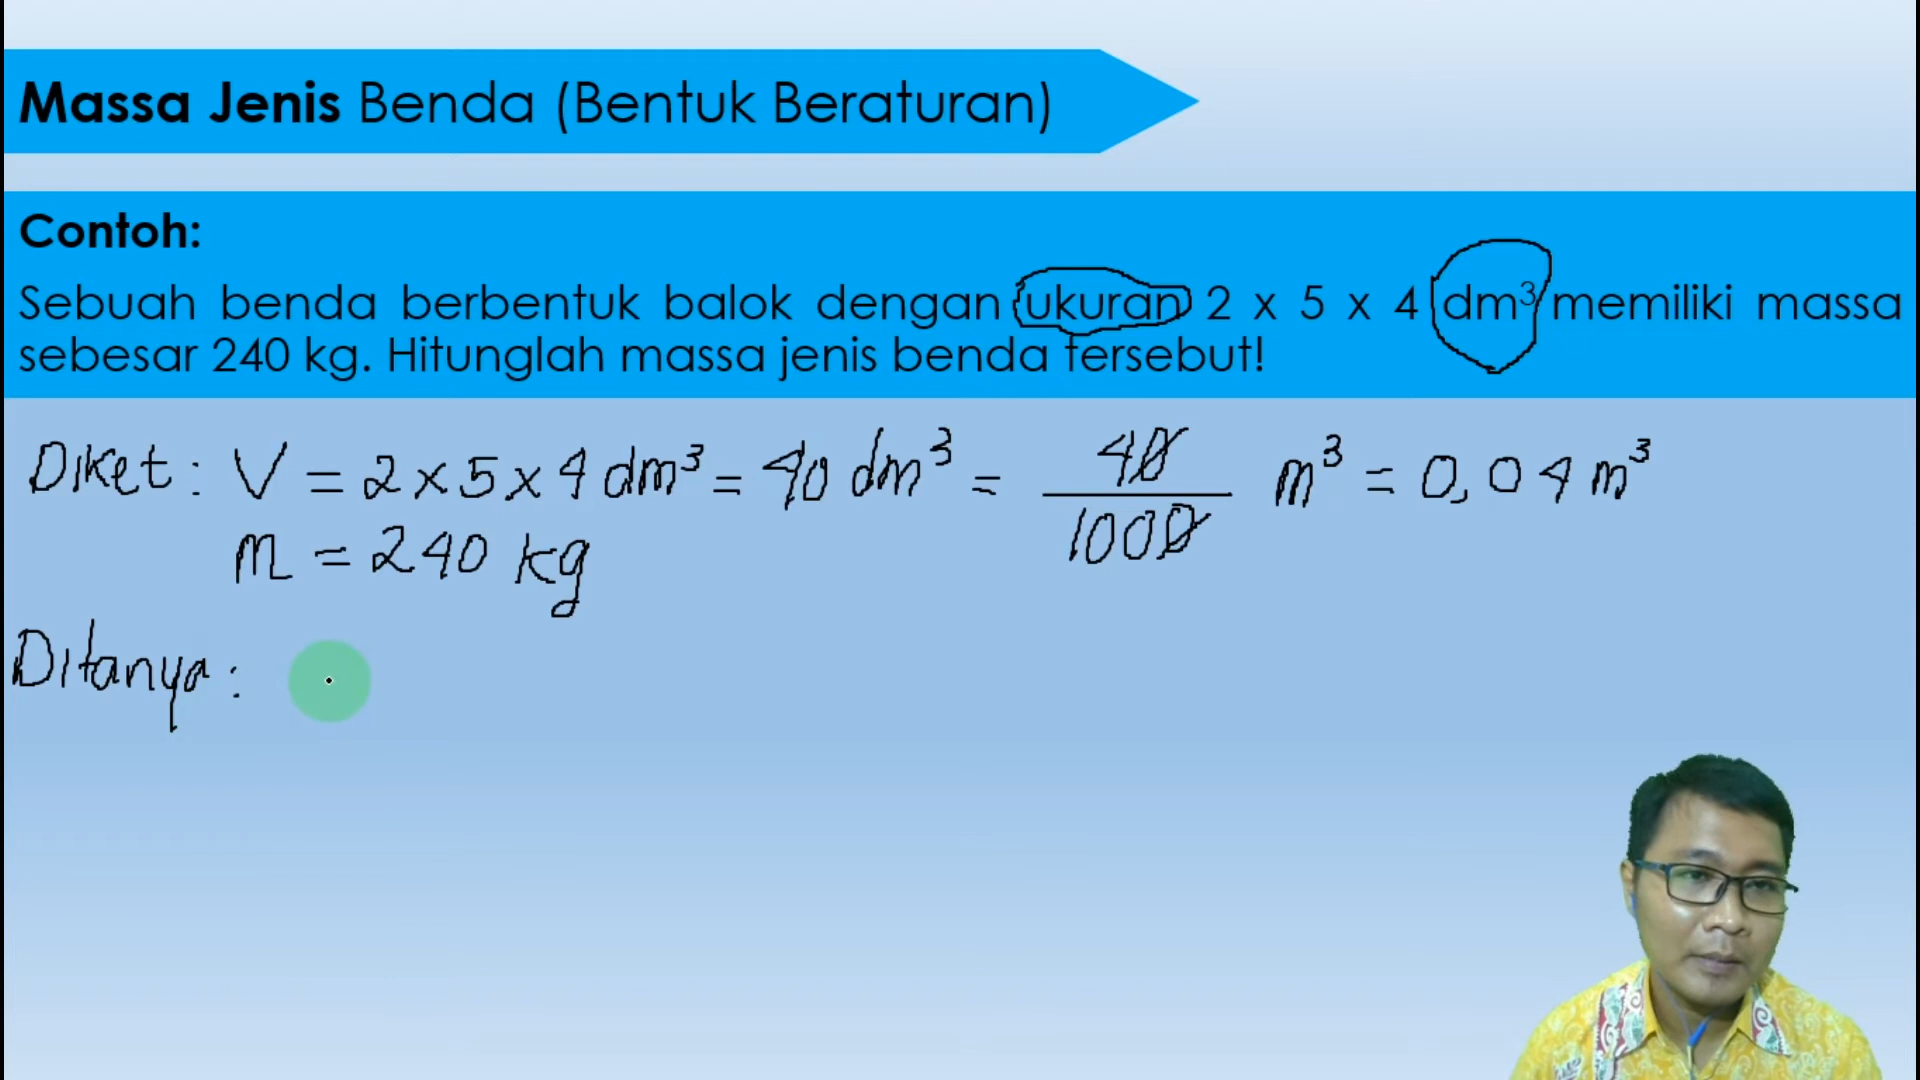 Massa Jenis Benda (Bentuk Beraturan)
Contoh:
Sebuah benda berbentuk balok dengan ukuran 2 x 5 x 4 dm³ memiliki massa
sebesar 240 kg. Hitunglah massa jenis benda tersebut!
Diket: V = 2 x 5 x 4 dm³ = 40 dm³ = 40/1000 m³ = 0,04 m³
m = 240 kg
Ditanya: